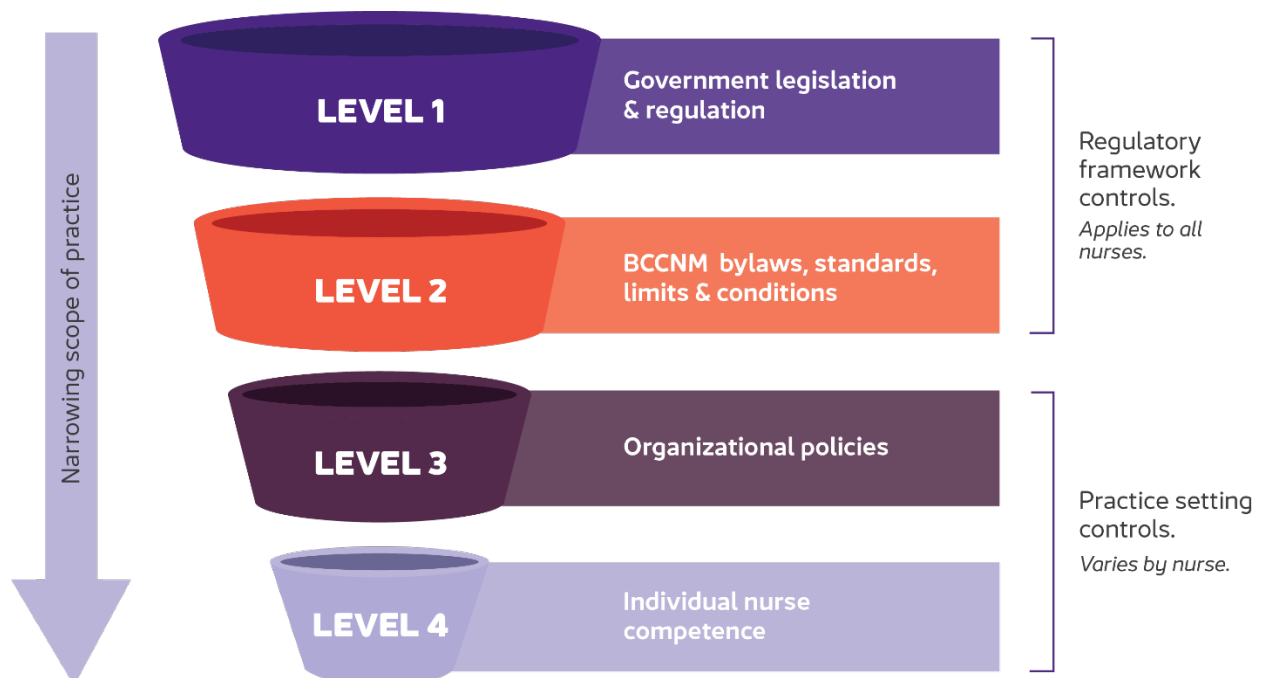 Narrowing scope of practice
LEVEL 1
Government legislation
& regulation
LEVEL 2
BCCNM bylaws, standards,
limits & conditions
Regulatory
framework
controls.
Applies to all
nurses.
LEVEL 3
Organizational policies
LEVEL 4
Individual nurse
competence
Practice setting
controls.
Varies by nurse.